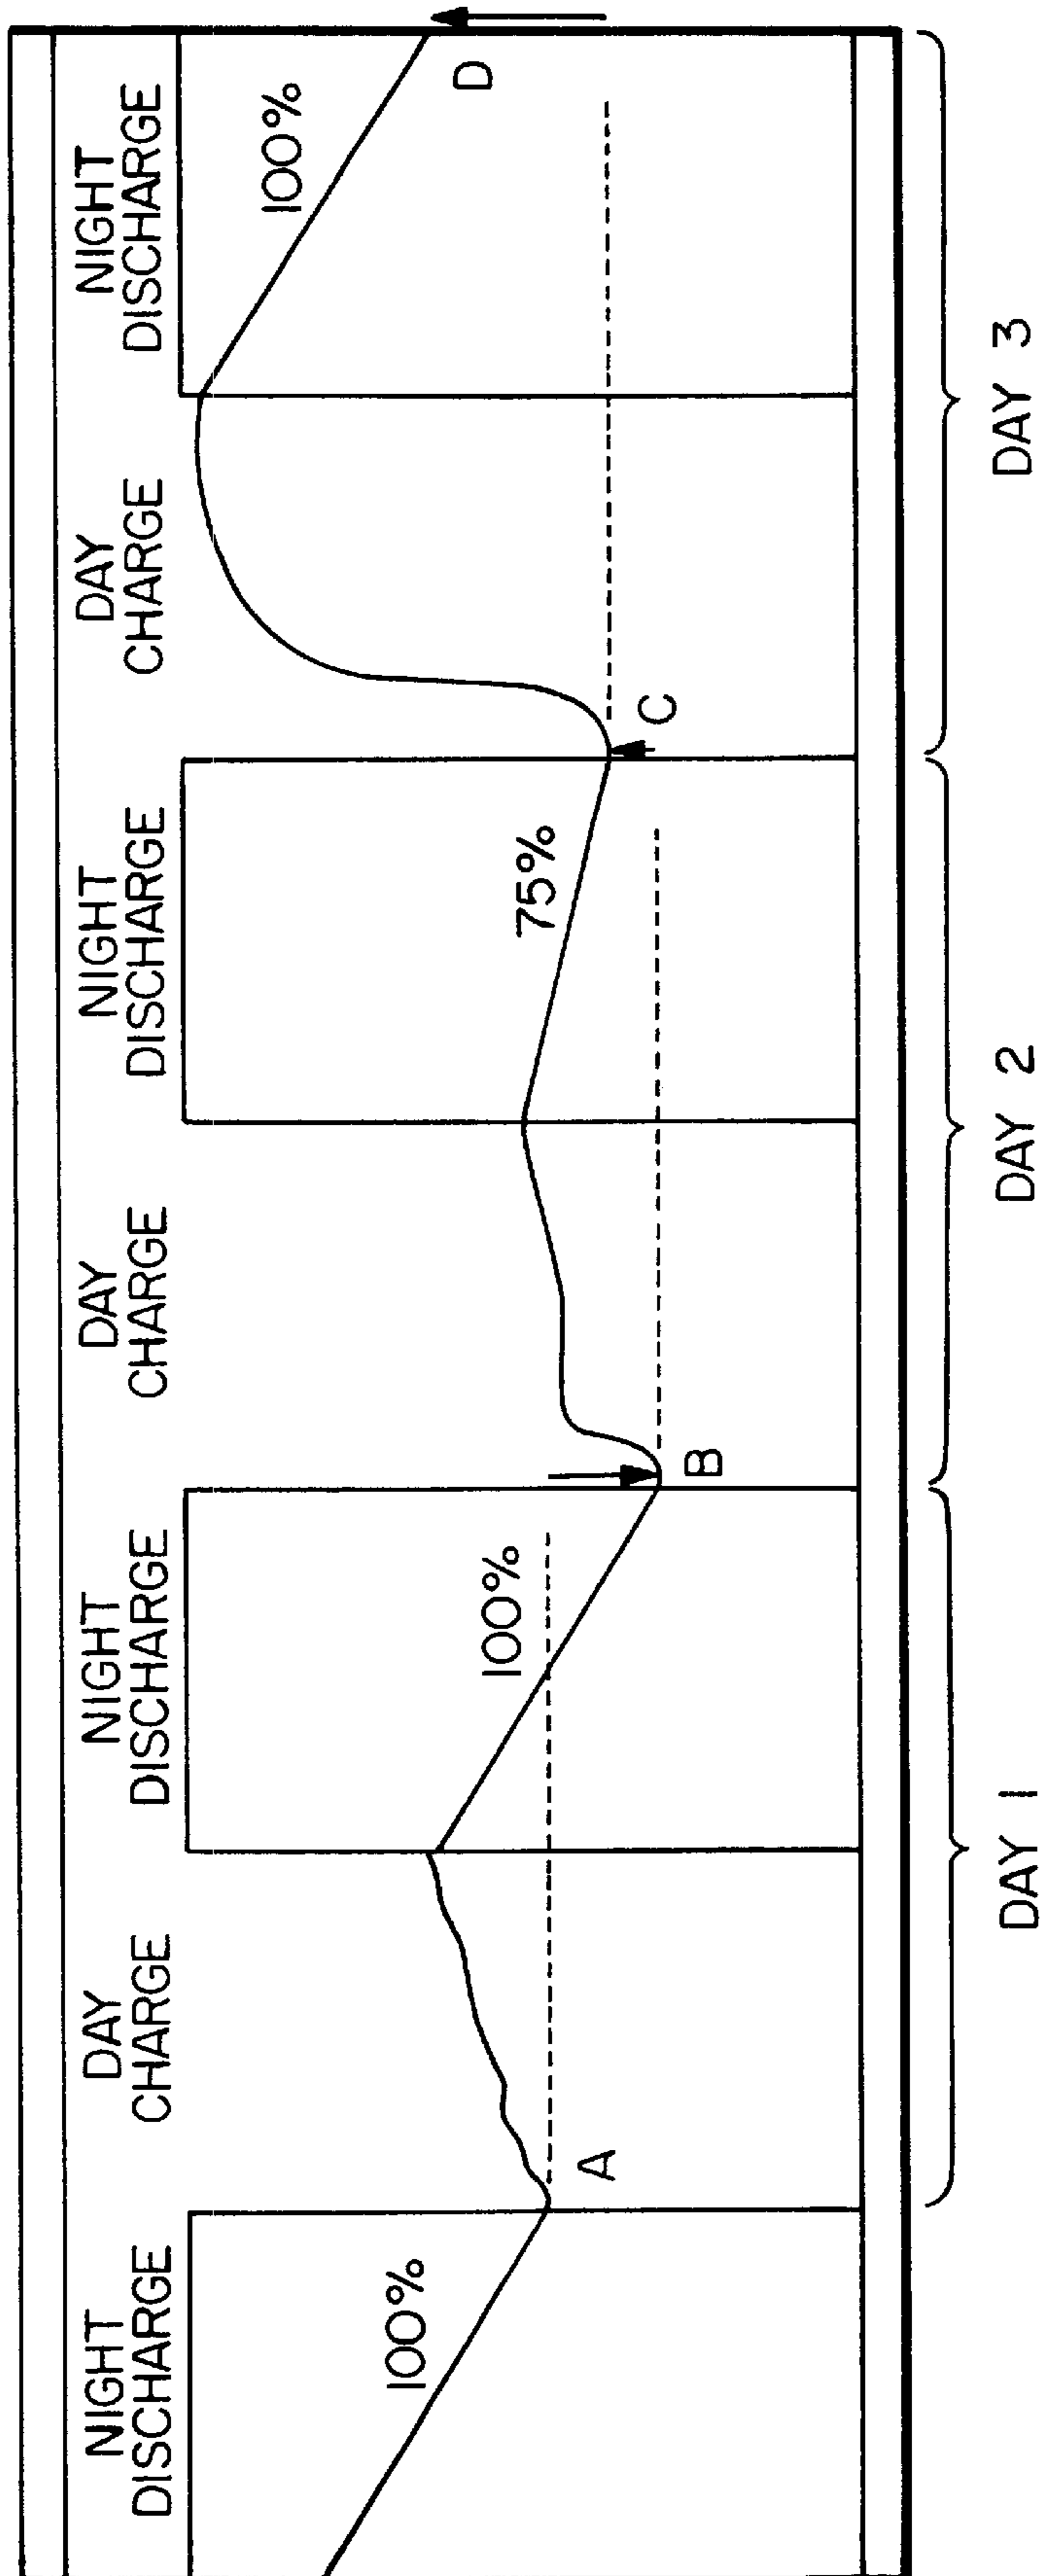 NIGHT
DISCHARGE
DAY
CHARGE
NIGHT
DISCHARGE
DAY
CHARGE
NIGHT
DISCHARGE
DAY
CHARGE
NIGHT
DISCHARGE
100%
A
100%
B
75%
C
100%
D
DAY 1
DAY 2
DAY 3